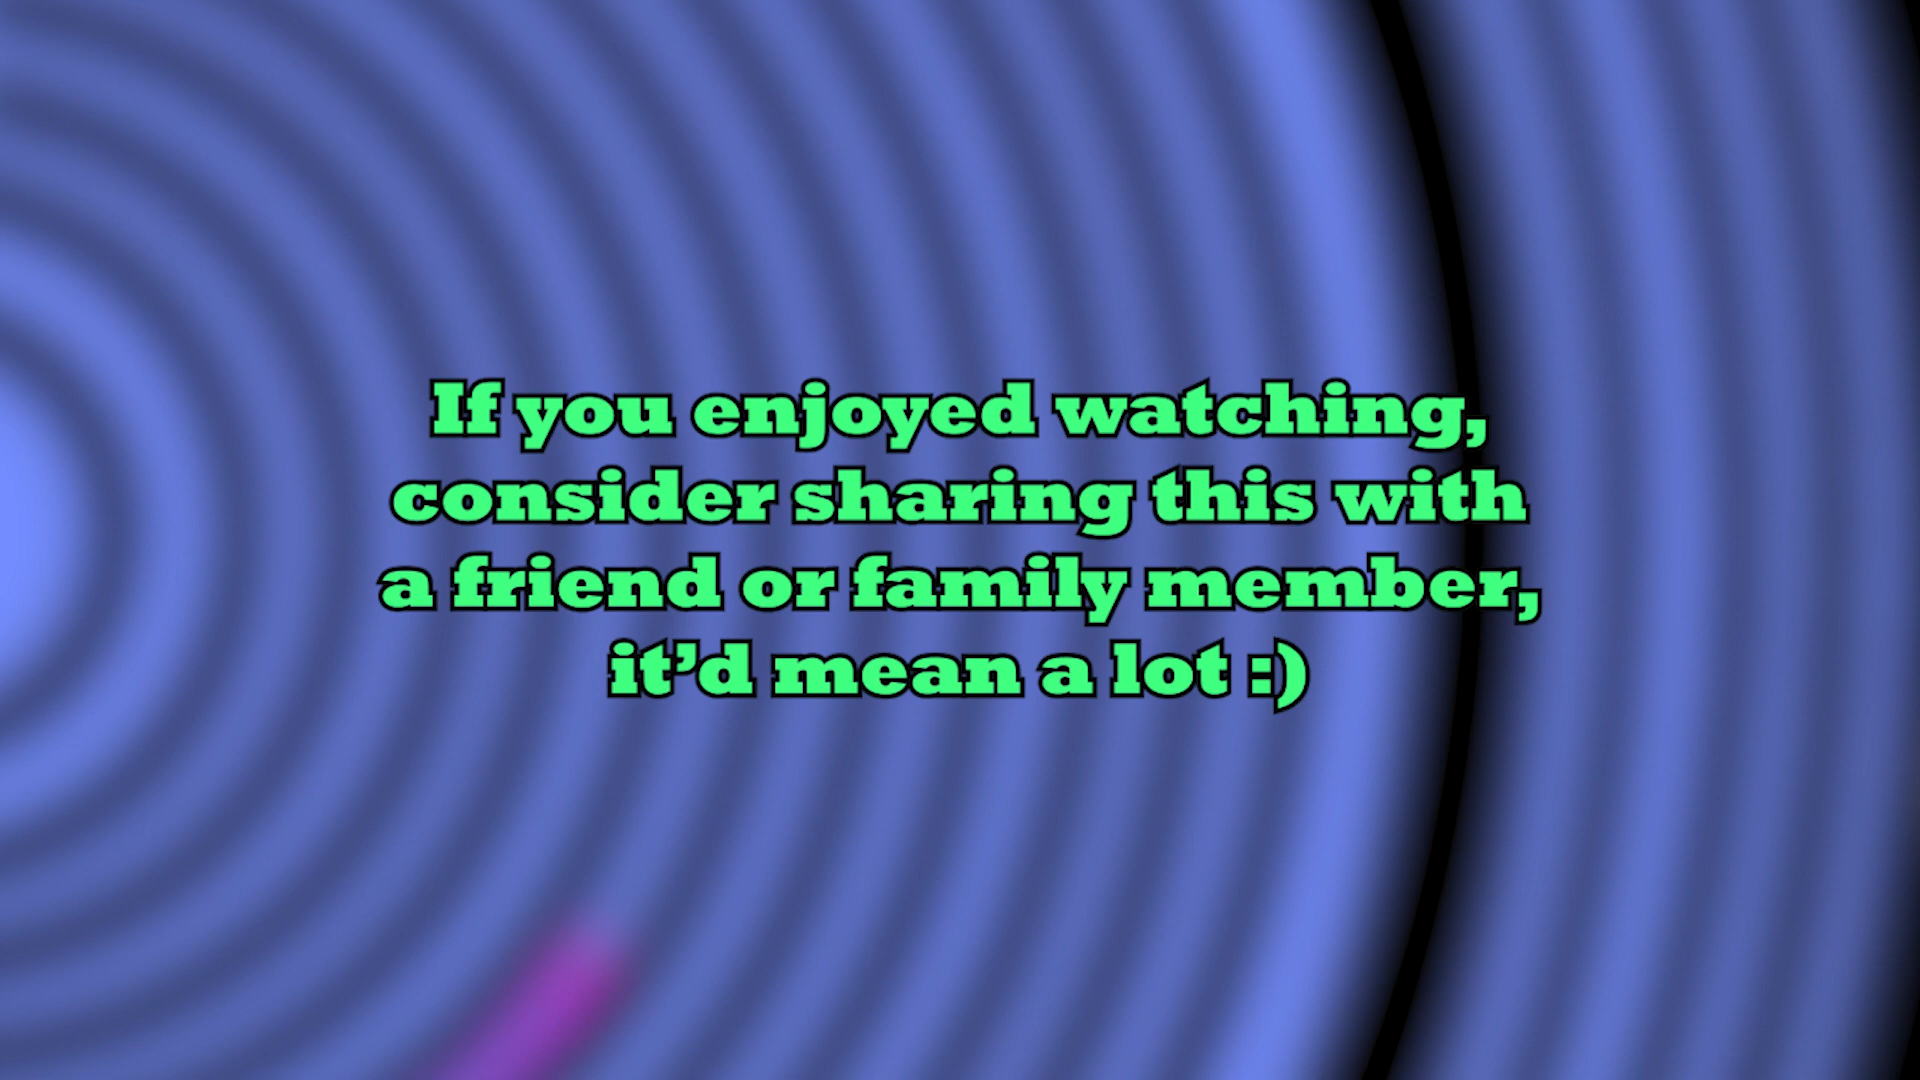 If you enjoyed watching,
consider sharing this with
a friend or family member,
it’d mean a lot :)